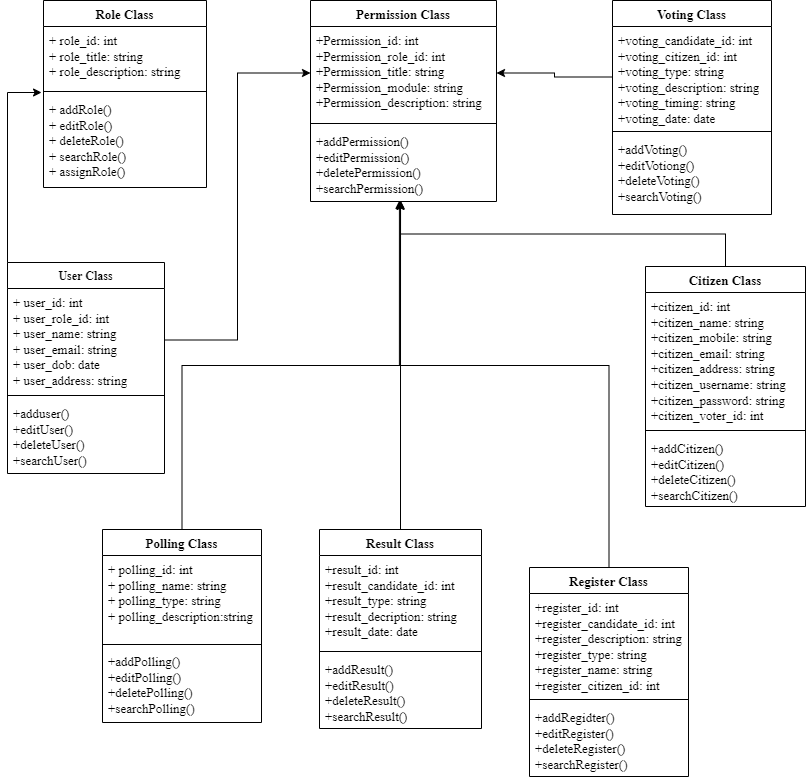 Role Class
+ role_id: int
+ role_title: string
+ role_description: string
+ addRole()
+ editRole()
+ deleteRole()
+ searchRole()
+ assignRole()
Permission Class
+Permission_id: int
+Permission_role_id: int
+Permission_title: string
+Permission_module: string
+Permission_description: string
+addPermission()
+editPermission()
+deletePermission()
+searchPermission()
Voting Class
+voting_candidate_id: int
+voting_citizen_id: int
+voting_type: string
+voting_description: string
+voting_timing: string
+voting_date: date
+addVoting()
+editVotiong()
+deleteVoting()
+searchVoting()
User Class
+ user_id: int
+ user_role_id: int
+ user_name: string
+ user_email: string
+ user_dob: date
+ user_address: string
+adduser()
+editUser()
+deleteUser()
+searchUser()
Citizen Class
+citizen_id: int
+citizen_name: string
+citizen_mobile: string
+citizen_email: string
+citizen_address: string
+citizen_username: string
+citizen_password: string
+citizen_voter_id: int
+addCitizen()
+editCitizen()
+deleteCitizen()
+searchCitizen()
Polling Class
+ polling_id: int
+ polling_name: string
+ polling_type: string
+ polling_description:string
+addPolling()
+editPolling()
+deletePolling()
+searchPolling()
Result Class
+result_id: int
+result_candidate_id: int
+result_type: string
+result_decription: string
+result_date: date
+addResult()
+editResult()
+deleteResult()
+searchResult()
Register Class
+register_id: int
+register_candidate_id: int
+register_description: string
+register_type: string
+register_name: string
+register_citizen_id: int
+addRegidter()
+editRegister()
+deleteRegister()
+searchRegister()